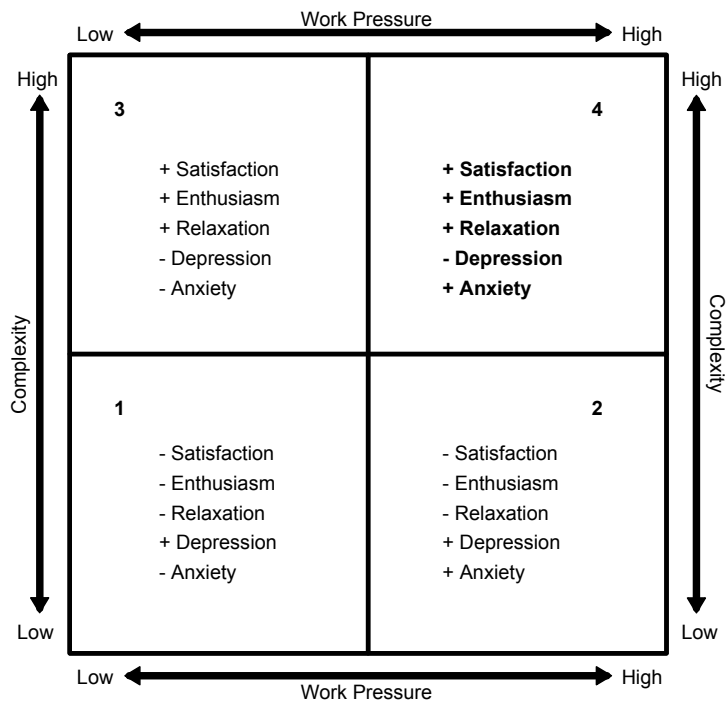 Work Pressure
Low
High
High
High
3
4
+ Satisfaction
+ Enthusiasm
+ Relaxation
- Depression
- Anxiety
+ Satisfaction
+ Enthusiasm
+ Relaxation
- Depression
+ Anxiety
Complexity
Complexity
1
2
- Satisfaction
- Enthusiasm
- Relaxation
+ Depression
- Anxiety
- Satisfaction
- Enthusiasm
- Relaxation
+ Depression
+ Anxiety
Low
Low
Low
High
Work Pressure